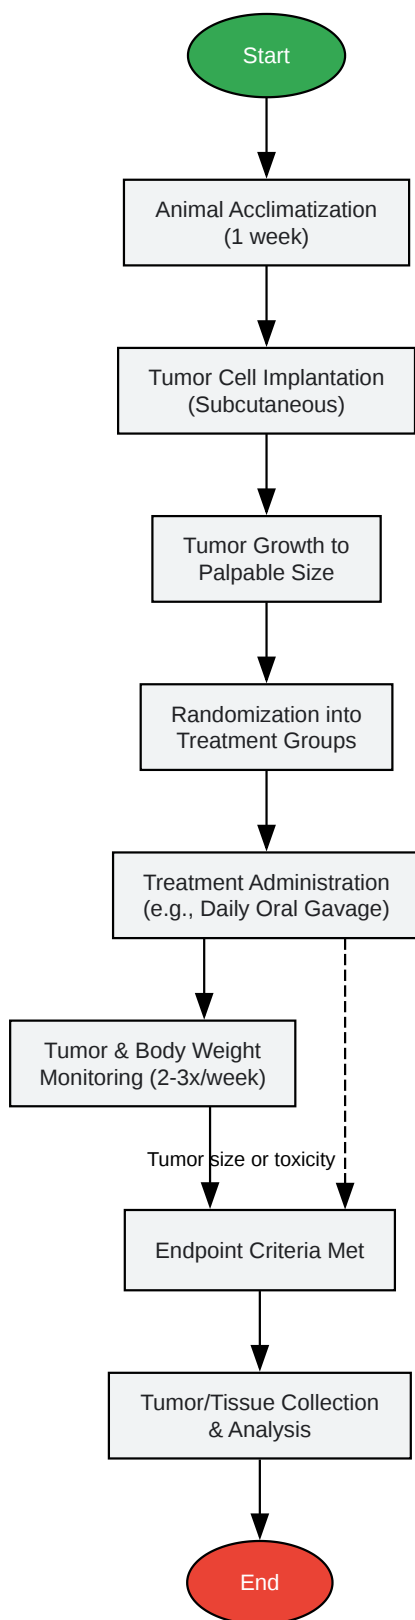 Start
Animal Acclimatization
(1 week)
Tumor Cell Implantation
(Subcutaneous)
Tumor Growth to
Palpable Size
Randomization into
Treatment Groups
Treatment Administration
(e.g., Daily Oral Gavage)
Tumor & Body Weight
Monitoring (2-3x/week)
Tumor size or toxicity
Endpoint Criteria Met
Tumor/Tissue Collection
& Analysis
End